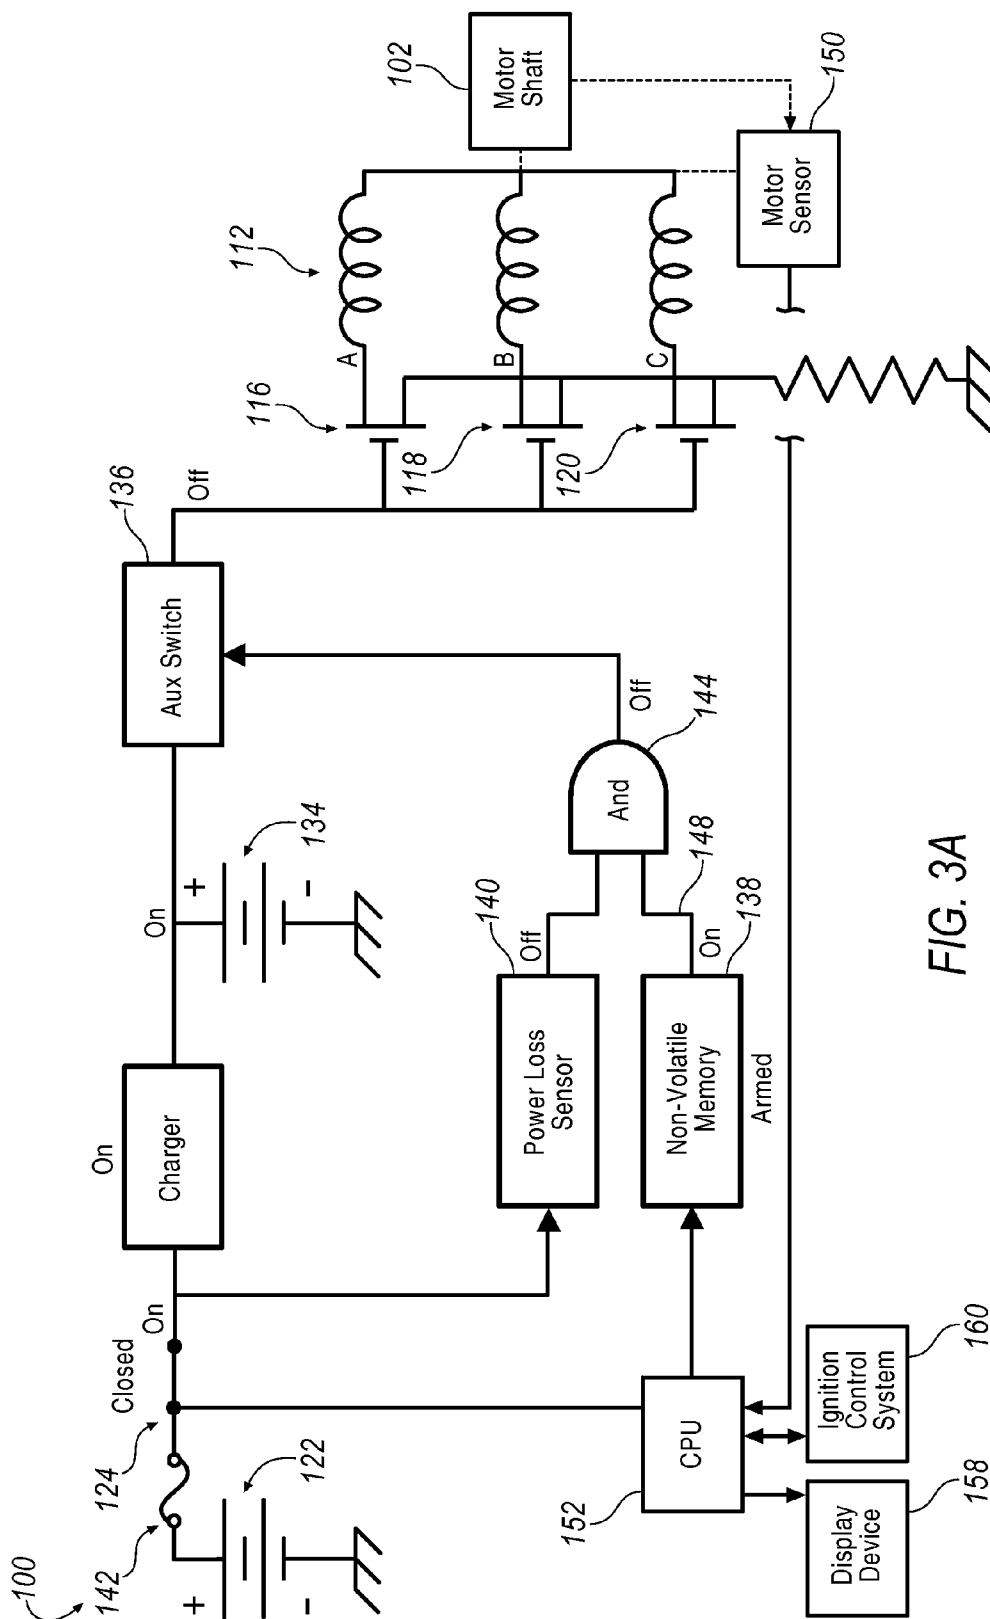 100
142
124
Closed
On
On
Charger
On
+
-
134
Aux Switch
136
Off
+
-
122
116
112
A
118
B
120
C
Motor
Shaft
102
Motor
Sensor
150
Power Loss
Sensor
140
Off
And
Off
144
148
On
138
Non-Volatile
Memory
Armed
CPU
152
Display
Device
158
Ignition
Control
System
160
FIG. 3A